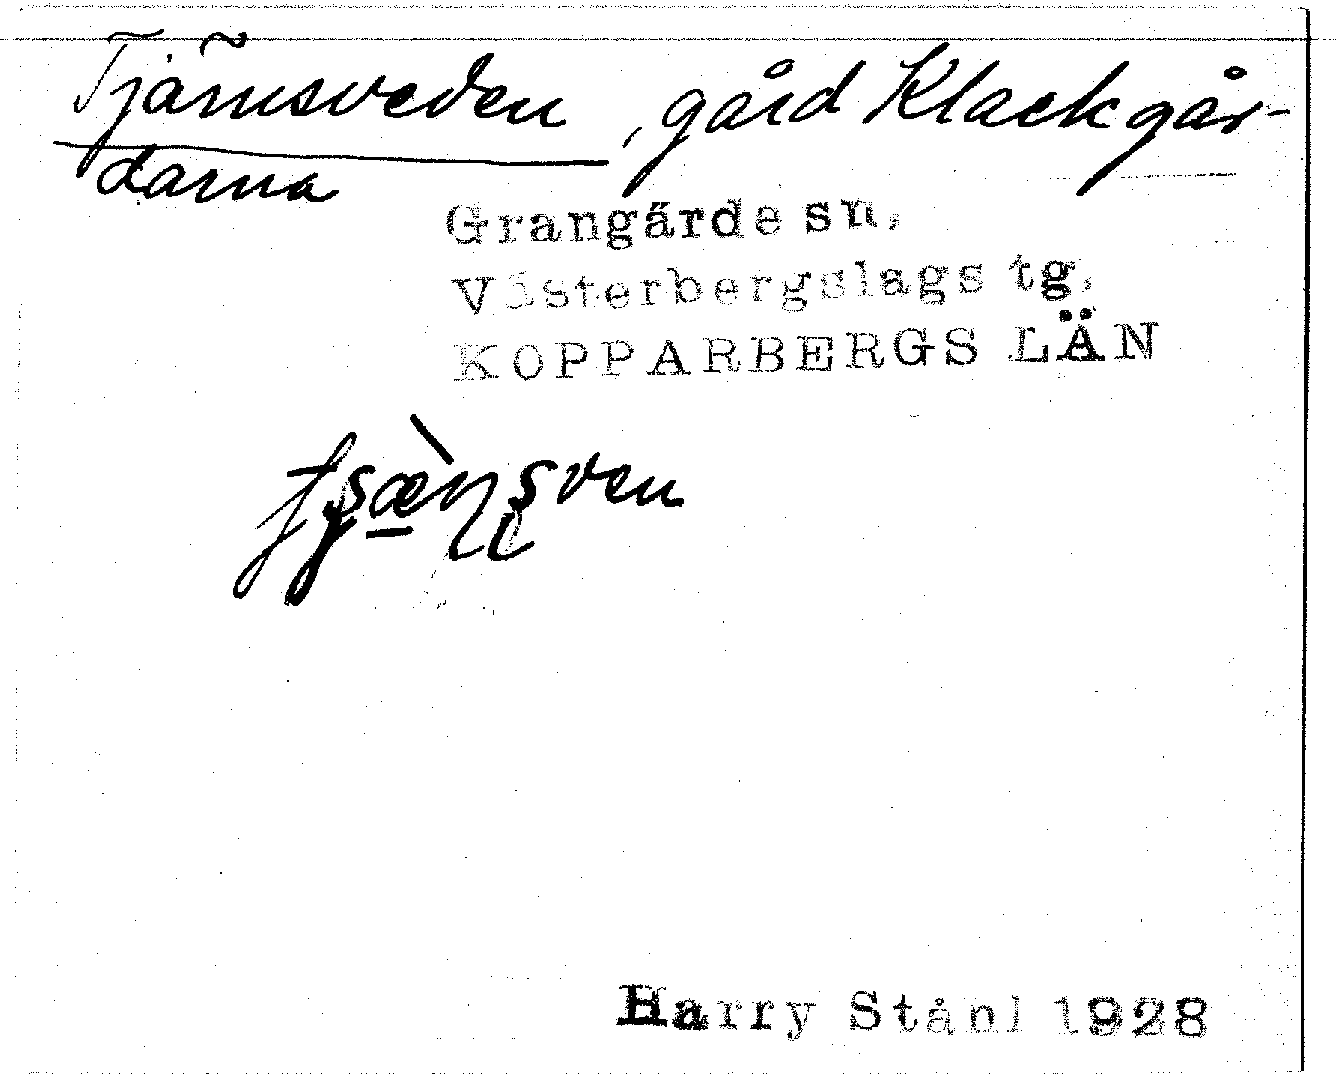 Tjärnsveden, gård Klackgår-
darna
Grangärde sn,
Västerbergslags tg,
KOPPARBERGS LÄN
Harry Ståhl 1928